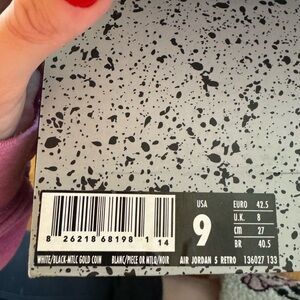 USA
9
EURO 42.5
U.K. 8
CM 27
BR 40.5
8 26218 68198 1 14
WHITE/BLACK-MTLC GOLD COIN BLANC/PIECE OR MTLQ/NOIR AIR JORDAN 5 RETRO 136027 133